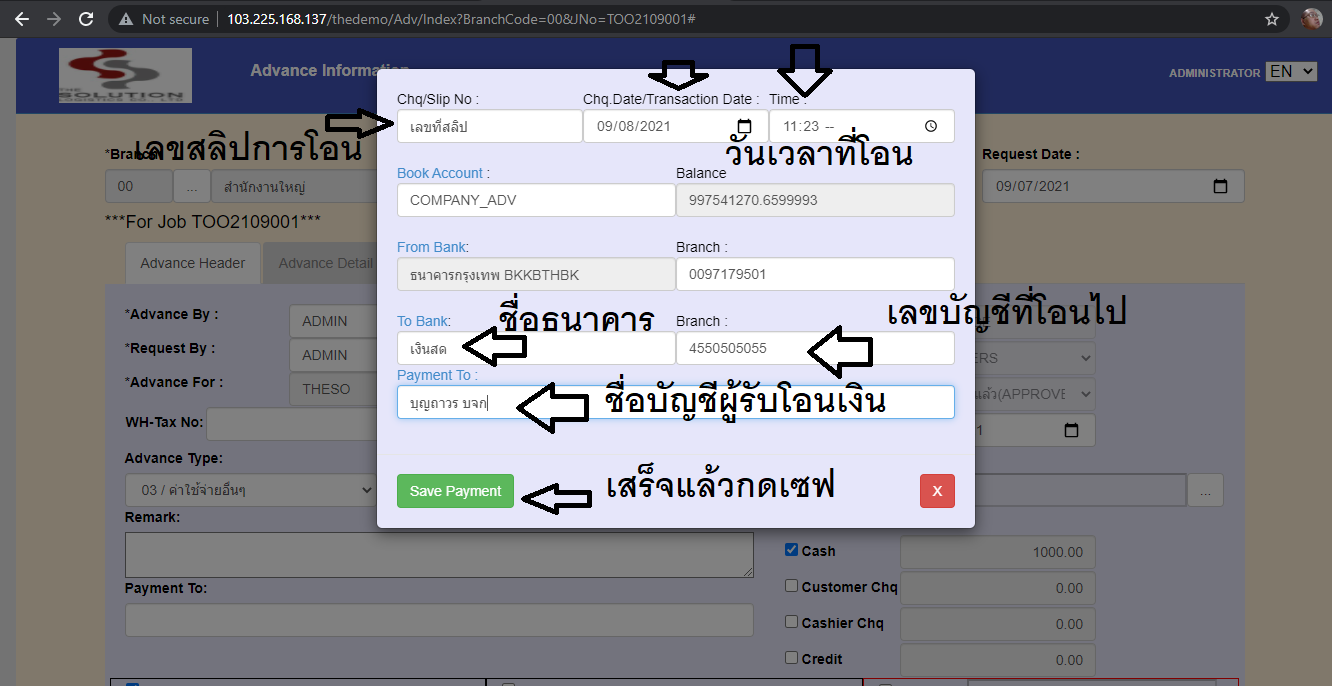 Not secure
103.225.168.137/thedemo/Adv/Index?BranchCode=00&JNo=TOO2109001#
THE
SOLUTION
LOGISTICS CO., LTD
Advance Information
ADMINISTRATOR EN
Chq/Slip No :
Chq.Date/Transaction Date :
Time :
เลขที่สลิป
09/08/2021
11:23 --
เลขสลิปการโอน
วันเวลาที่โอน
*Branch
Request Date :
Book Account :
Balance
00
...
สำนักงานใหญ่
COMPANY_ADV
997541270.6599993
09/07/2021
***For Job TOO2109001***
From Bank:
Branch :
Advance Header
Advance Detail
ธนาคารกรุงเทพ BKKBTHBK
0097179501
*Advance By :
ADMIN
To Bank:
ชื่อธนาคาร
Branch :
เลขบัญชีที่โอนไป
*Request By :
ADMIN
เงินสด
4550505055
ERS
*Advance For :
THESO
Payment To :
ล้ว(APPROVE
บุญถาวร บจก
ชื่อบัญชีผู้รับโอนเงิน
WH-Tax No:
1
Advance Type:
03 / ค่าใช้จ่ายอื่นๆ
Save Payment
เสร็จแล้วกดเซฟ
X
...
Remark:
Cash
1000.00
Payment To:
Customer Chq
0.00
Cashier Chq
0.00
Credit
0.00